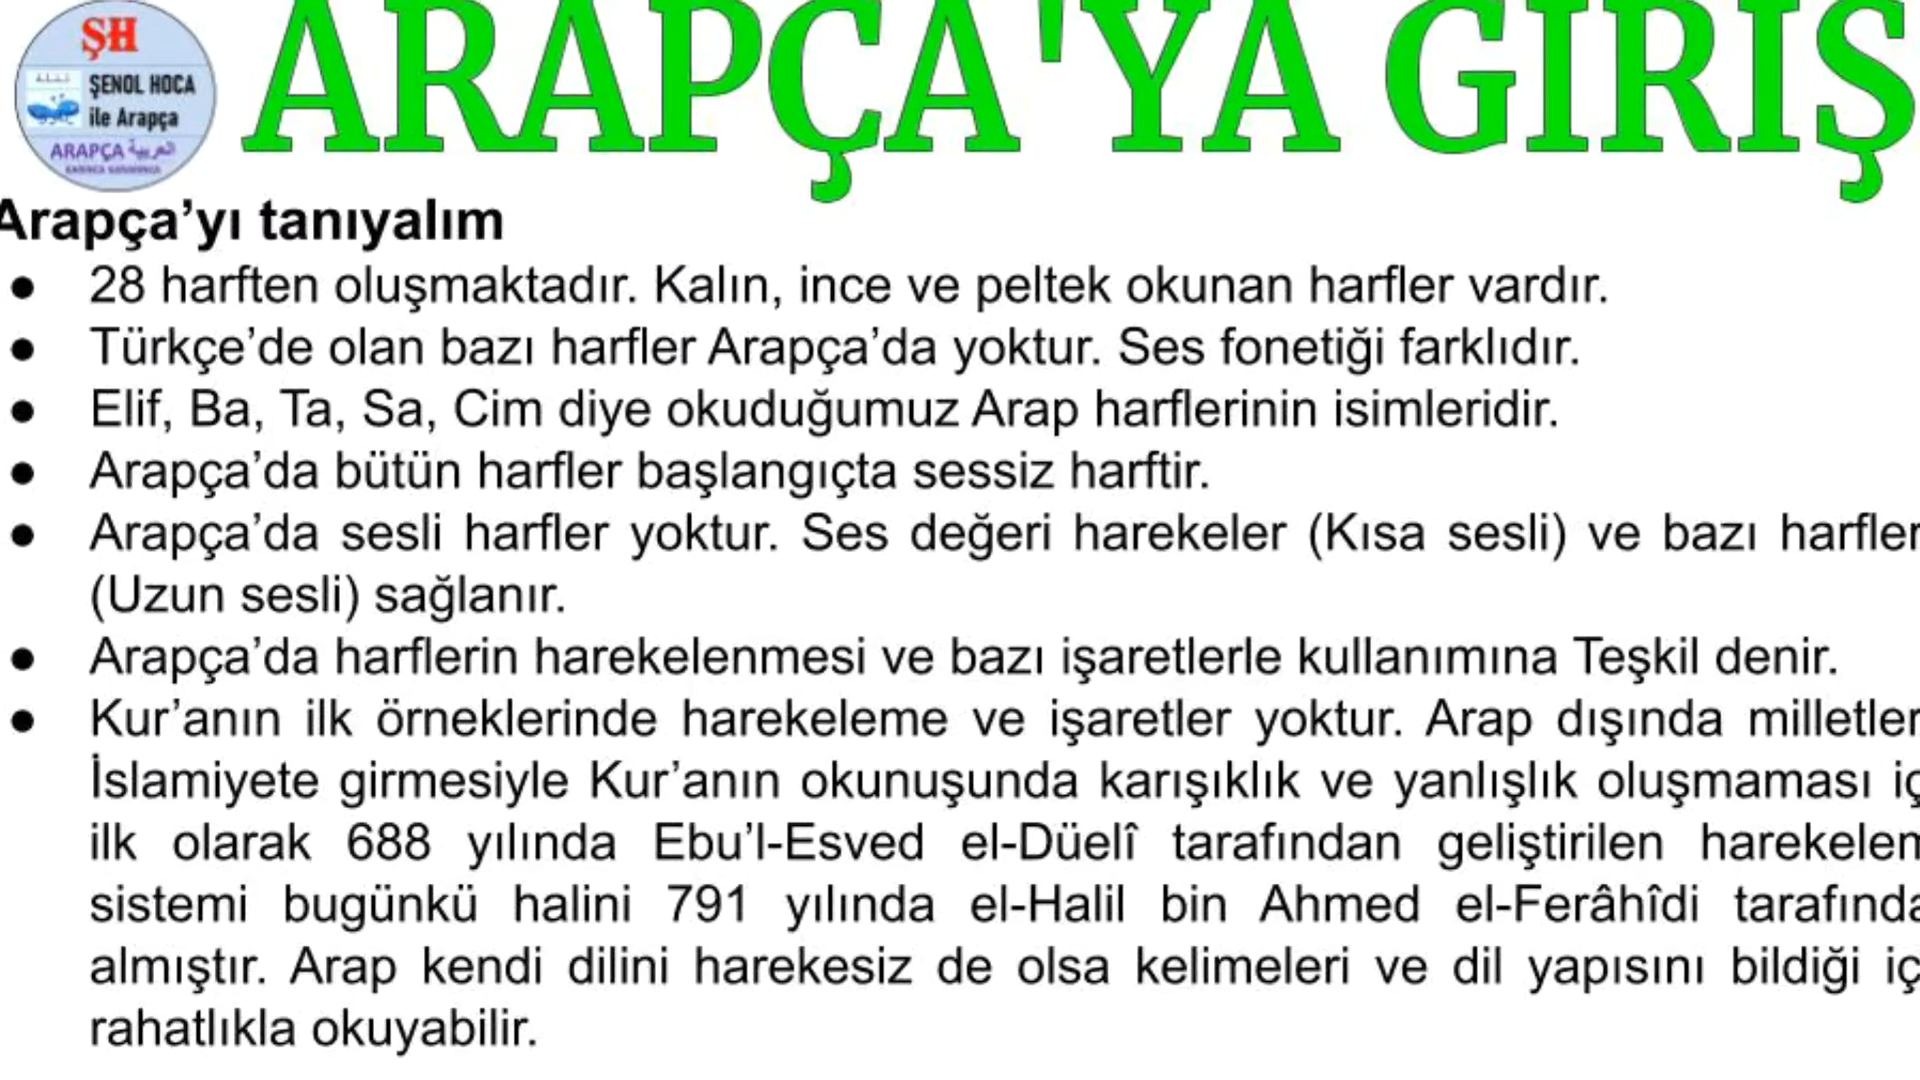 ŞH
ŞENOL HOCA
ile Arapça
ARAPÇA العربية
ARAPÇA'YA GİRİŞ
Arapça’yı tanıyalım
● 28 harften oluşmaktadır. Kalın, ince ve peltek okunan harfler vardır.
● Türkçe’de olan bazı harfler Arapça’da yoktur. Ses fonetiği farklıdır.
● Elif, Ba, Ta, Sa, Cim diye okuduğumuz Arap harflerinin isimleridir.
● Arapça’da bütün harfler başlangıçta sessiz harftir.
● Arapça’da sesli harfler yoktur. Ses değeri harekeler (Kısa sesli) ve bazı harfler
(Uzun sesli) sağlanır.
● Arapça’da harflerin harekelenmesi ve bazı işaretlerle kullanımına Teşkil denir.
● Kur’anın ilk örneklerinde harekeleme ve işaretler yoktur. Arap dışında milletler
İslamiyete girmesiyle Kur’anın okunuşunda karışıklık ve yanlışlık oluşmaması iç
ilk olarak 688 yılında Ebu’l-Esved el-Düelî tarafından geliştirilen harekelem
sistemi bugünkü halini 791 yılında el-Halil bin Ahmed el-Ferâhîdi tarafında
almıştır. Arap kendi dilini harekesiz de olsa kelimeleri ve dil yapısını bildiği iç
rahatlıkla okuyabilir.